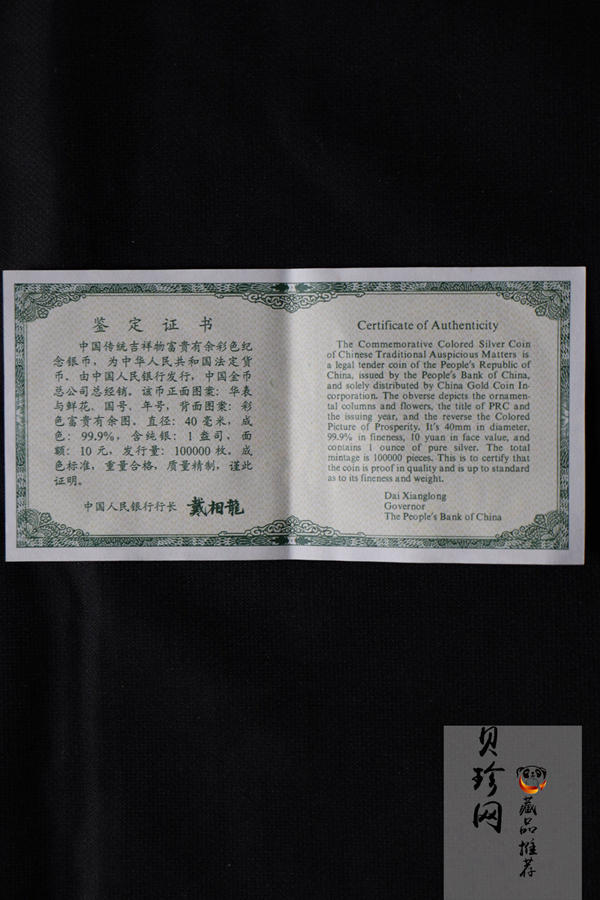 鉴定证书
中国传统吉祥物富贵有余彩色纪
念银币，为中华人民共和国法定货
币。由中国人民银行发行，中国金币
总公司总经销。该币正面图案：华表
与鲜花、国号、年号，背面图案：彩
色富贵有余图。直径：40毫米，成
色：99.9%，含纯银：1盎司，面
额：10元，发行量：100000枚。成
色标准，重量合格，质量精制，谨此
证明。
中国人民银行行长 戴相龍
Certificate of Authenticity
The Commemorative Colored Silver Coin
of Chinese Traditional Auspicious Matters is
a legal tender coin of the People's Republic of
China, issued by the People's Bank of China,
and solely distributed by China Gold Coin In-
corporation. The obverse depicts the ornamen-
tal columns and flowers, the title of PRC and
the issuing year, and the reverse the Colored
Picture of Prosperity. It's 40mm in diameter,
99.9% in fineness, 10 yuan in face value, and
contains 1 ounce of pure silver. The total
mintage is 100000 pieces. This is to certify that
the coin is proof in quality and is up to standard
as to its fineness and weight.
Dai Xianglong
Governor
The People's Bank of China
贝珍网
藏品推荐